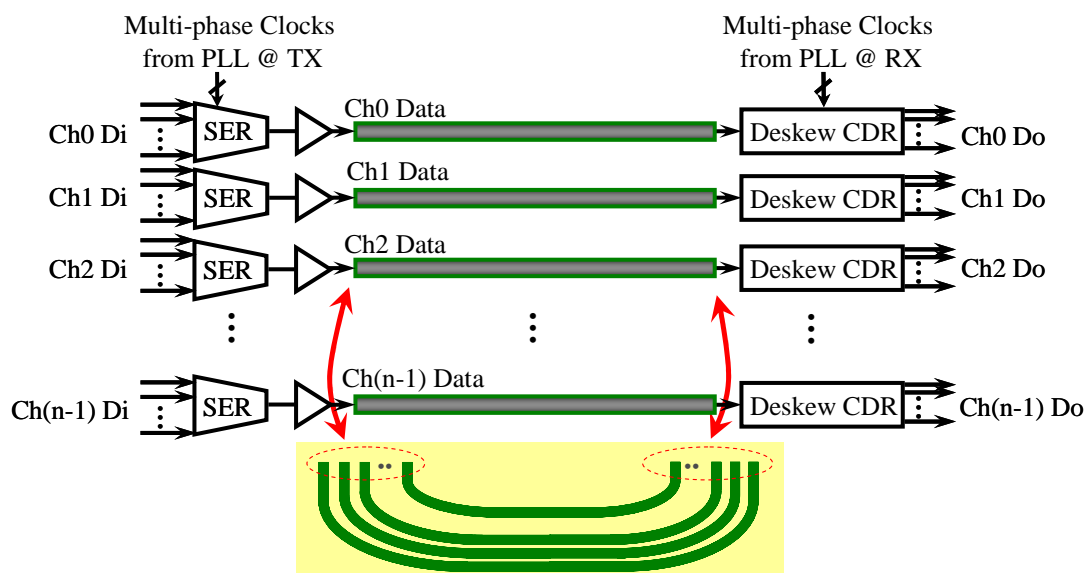 Multi-phase Clocks
from PLL @ TX
Multi-phase Clocks
from PLL @ RX
Ch0 Data
Ch0 Di
SER
Deskew CDR
Ch0 Do
Ch1 Data
Ch1 Di
SER
Deskew CDR
Ch1 Do
Ch2 Data
Ch2 Di
SER
Deskew CDR
Ch2 Do
Ch(n-1) Data
Ch(n-1) Di
SER
Deskew CDR
Ch(n-1) Do